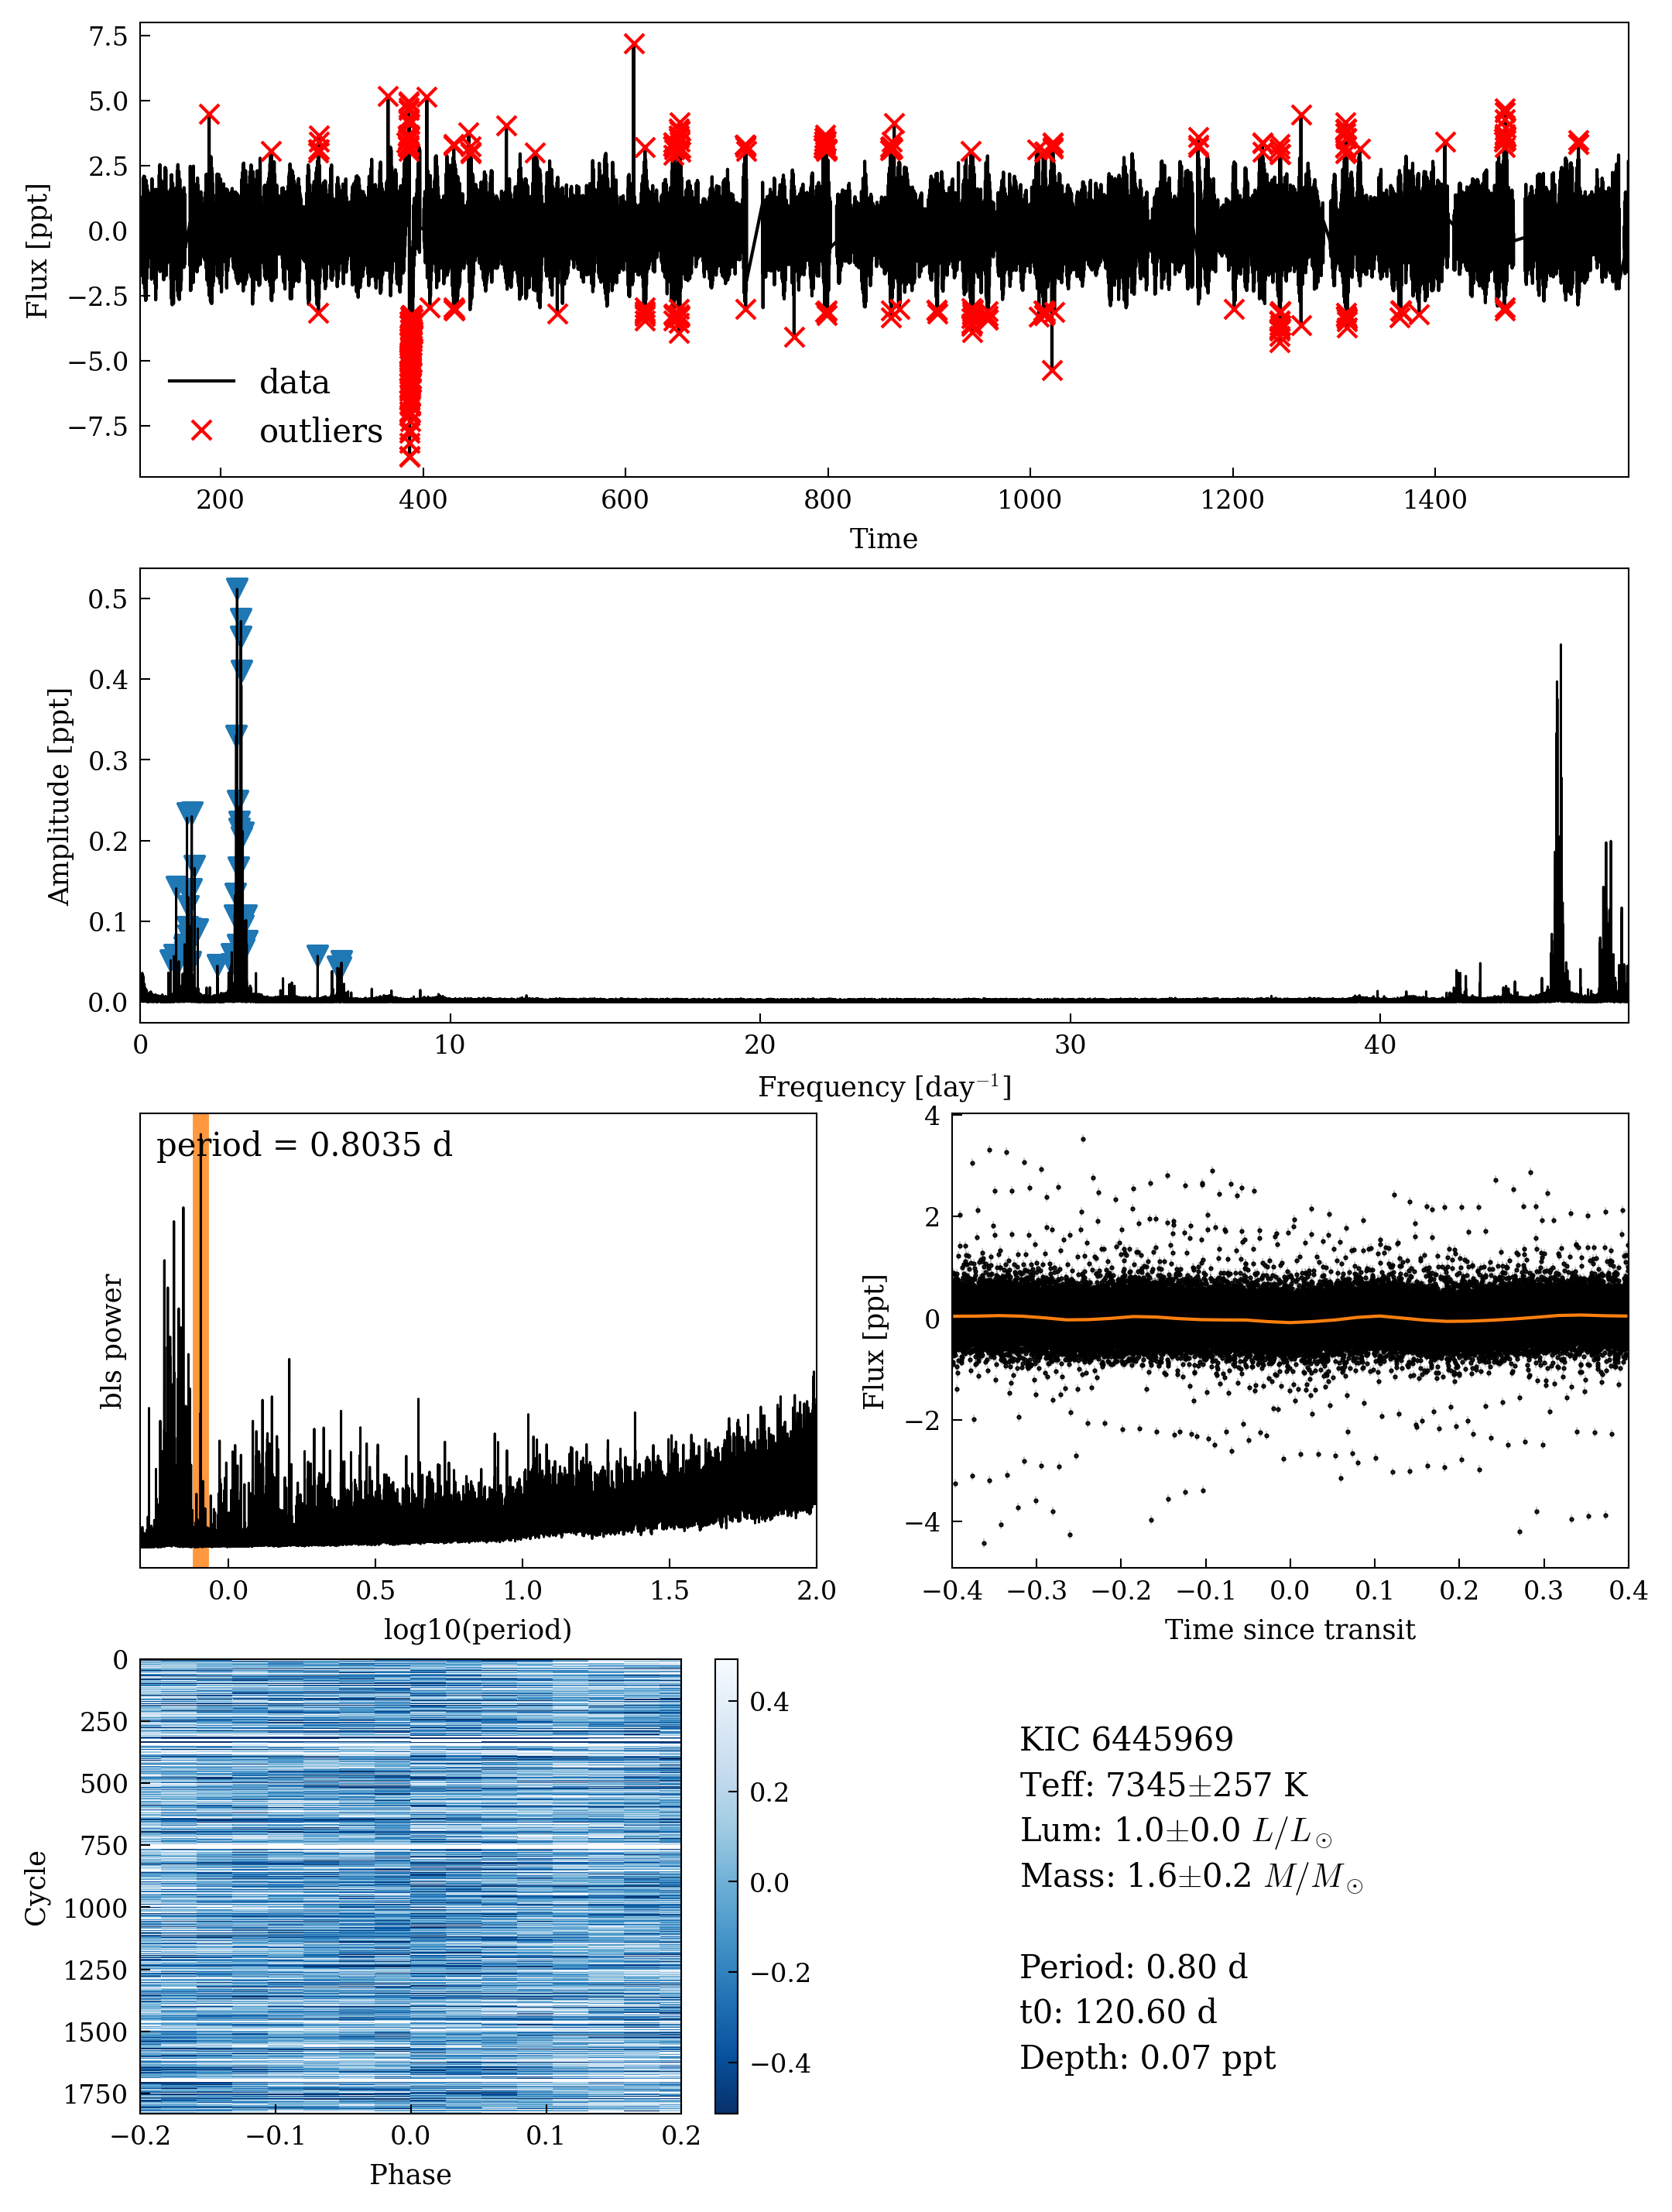 7.5
5.0
2.5
0.0
−2.5
−5.0
−7.5
Flux [ppt]
data
outliers
200 400 600 800 1000 1200 1400
Time
0.5
0.4
0.3
0.2
0.1
0.0
Amplitude [ppt]
0 10 20 30 40
Frequency [day⁻¹]
period = 0.8035 d
bls power
0.0 0.5 1.0 1.5 2.0
log10(period)
4
2
0
−2
−4
Flux [ppt]
−0.4 −0.3 −0.2 −0.1 0.0 0.1 0.2 0.3 0.4
Time since transit
0
250
500
750
1000
1250
1500
1750
Cycle
−0.2 −0.1 0.0 0.1 0.2
Phase
0.4
0.2
0.0
−0.2
−0.4
KIC 6445969
Teff: 7345±257 K
Lum: 1.0±0.0 L/L⊙
Mass: 1.6±0.2 M/M⊙
Period: 0.80 d
t0: 120.60 d
Depth: 0.07 ppt